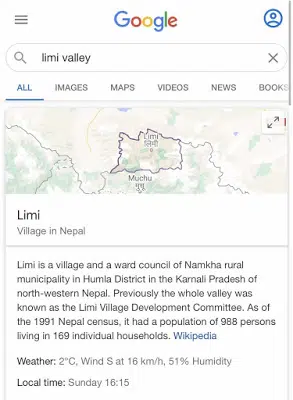 Google
limi valley
ALL IMAGES MAPS VIDEOS NEWS BOOKS
Limi
लिमी
Muchu
मुचु
Limi
Village in Nepal
Limi is a village and a ward council of Namkha rural
municipality in Humla District in the Karnali Pradesh of
north-western Nepal. Previously the whole valley was
known as the Limi Village Development Committee. As
of the 1991 Nepal census, it had a population of 988 persons
living in 169 individual households. Wikipedia
Weather: 2°C, Wind S at 16 km/h, 51% Humidity
Local time: Sunday 16:15